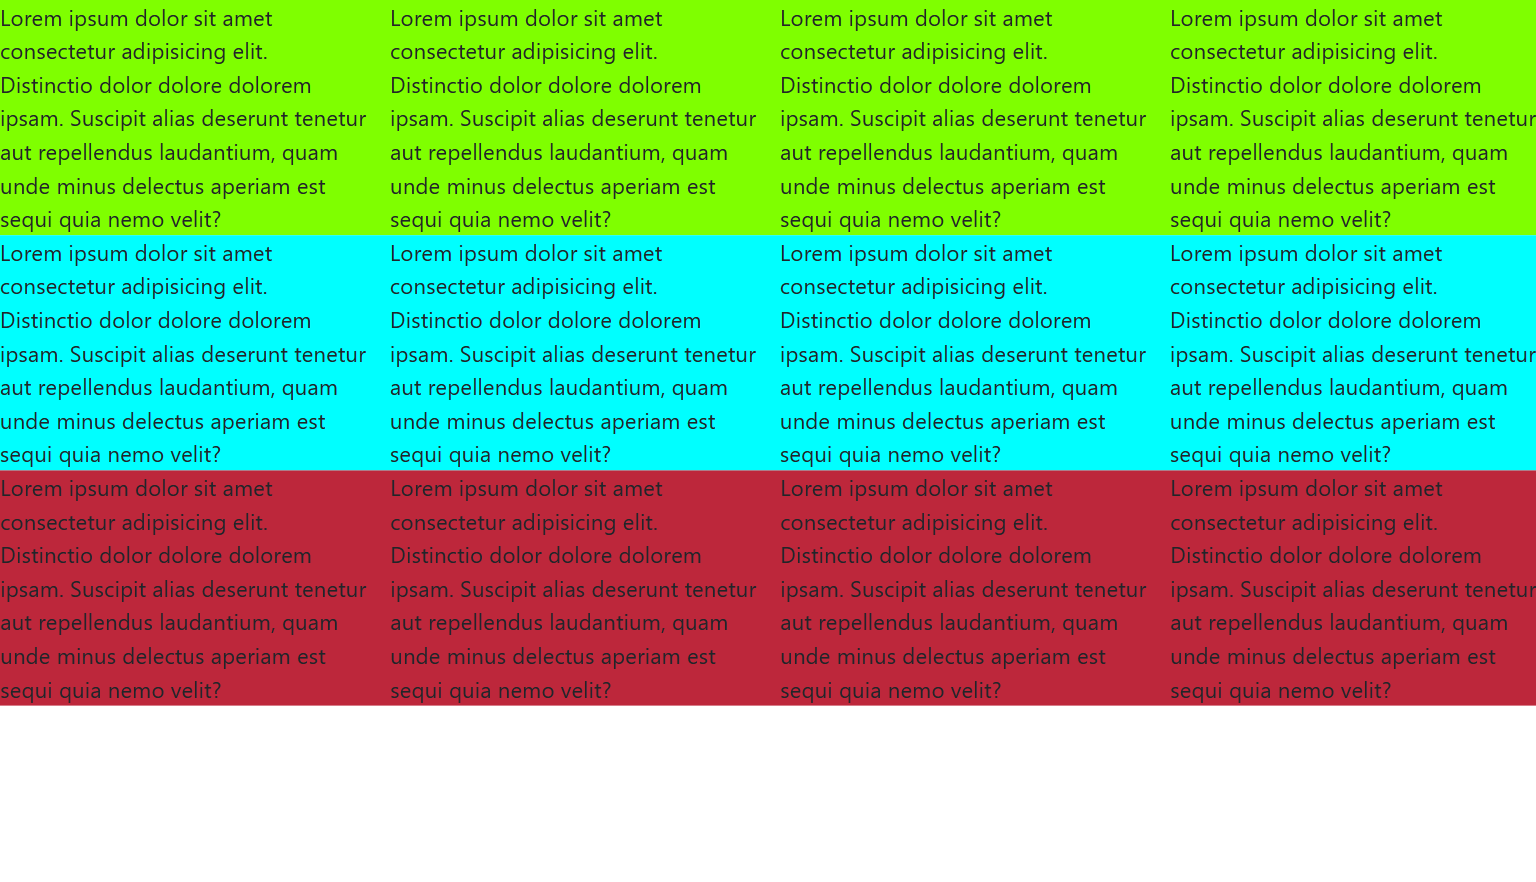 Lorem ipsum dolor sit amet
consectetur adipisicing elit.
Distinctio dolor dolore dolorem
ipsam. Suscipit alias deserunt tenetur
aut repellendus laudantium, quam
unde minus delectus aperiam est
sequi quia nemo velit?
Lorem ipsum dolor sit amet
consectetur adipisicing elit.
Distinctio dolor dolore dolorem
ipsam. Suscipit alias deserunt tenetur
aut repellendus laudantium, quam
unde minus delectus aperiam est
sequi quia nemo velit?
Lorem ipsum dolor sit amet
consectetur adipisicing elit.
Distinctio dolor dolore dolorem
ipsam. Suscipit alias deserunt tenetur
aut repellendus laudantium, quam
unde minus delectus aperiam est
sequi quia nemo velit?
Lorem ipsum dolor sit amet
consectetur adipisicing elit.
Distinctio dolor dolore dolorem
ipsam. Suscipit alias deserunt tenetur
aut repellendus laudantium, quam
unde minus delectus aperiam est
sequi quia nemo velit?
Lorem ipsum dolor sit amet
consectetur adipisicing elit.
Distinctio dolor dolore dolorem
ipsam. Suscipit alias deserunt tenetur
aut repellendus laudantium, quam
unde minus delectus aperiam est
sequi quia nemo velit?
Lorem ipsum dolor sit amet
consectetur adipisicing elit.
Distinctio dolor dolore dolorem
ipsam. Suscipit alias deserunt tenetur
aut repellendus laudantium, quam
unde minus delectus aperiam est
sequi quia nemo velit?
Lorem ipsum dolor sit amet
consectetur adipisicing elit.
Distinctio dolor dolore dolorem
ipsam. Suscipit alias deserunt tenetur
aut repellendus laudantium, quam
unde minus delectus aperiam est
sequi quia nemo velit?
Lorem ipsum dolor sit amet
consectetur adipisicing elit.
Distinctio dolor dolore dolorem
ipsam. Suscipit alias deserunt tenetur
aut repellendus laudantium, quam
unde minus delectus aperiam est
sequi quia nemo velit?
Lorem ipsum dolor sit amet
consectetur adipisicing elit.
Distinctio dolor dolore dolorem
ipsam. Suscipit alias deserunt tenetur
aut repellendus laudantium, quam
unde minus delectus aperiam est
sequi quia nemo velit?
Lorem ipsum dolor sit amet
consectetur adipisicing elit.
Distinctio dolor dolore dolorem
ipsam. Suscipit alias deserunt tenetur
aut repellendus laudantium, quam
unde minus delectus aperiam est
sequi quia nemo velit?
Lorem ipsum dolor sit amet
consectetur adipisicing elit.
Distinctio dolor dolore dolorem
ipsam. Suscipit alias deserunt tenetur
aut repellendus laudantium, quam
unde minus delectus aperiam est
sequi quia nemo velit?
Lorem ipsum dolor sit amet
consectetur adipisicing elit.
Distinctio dolor dolore dolorem
ipsam. Suscipit alias deserunt tenetur
aut repellendus laudantium, quam
unde minus delectus aperiam est
sequi quia nemo velit?